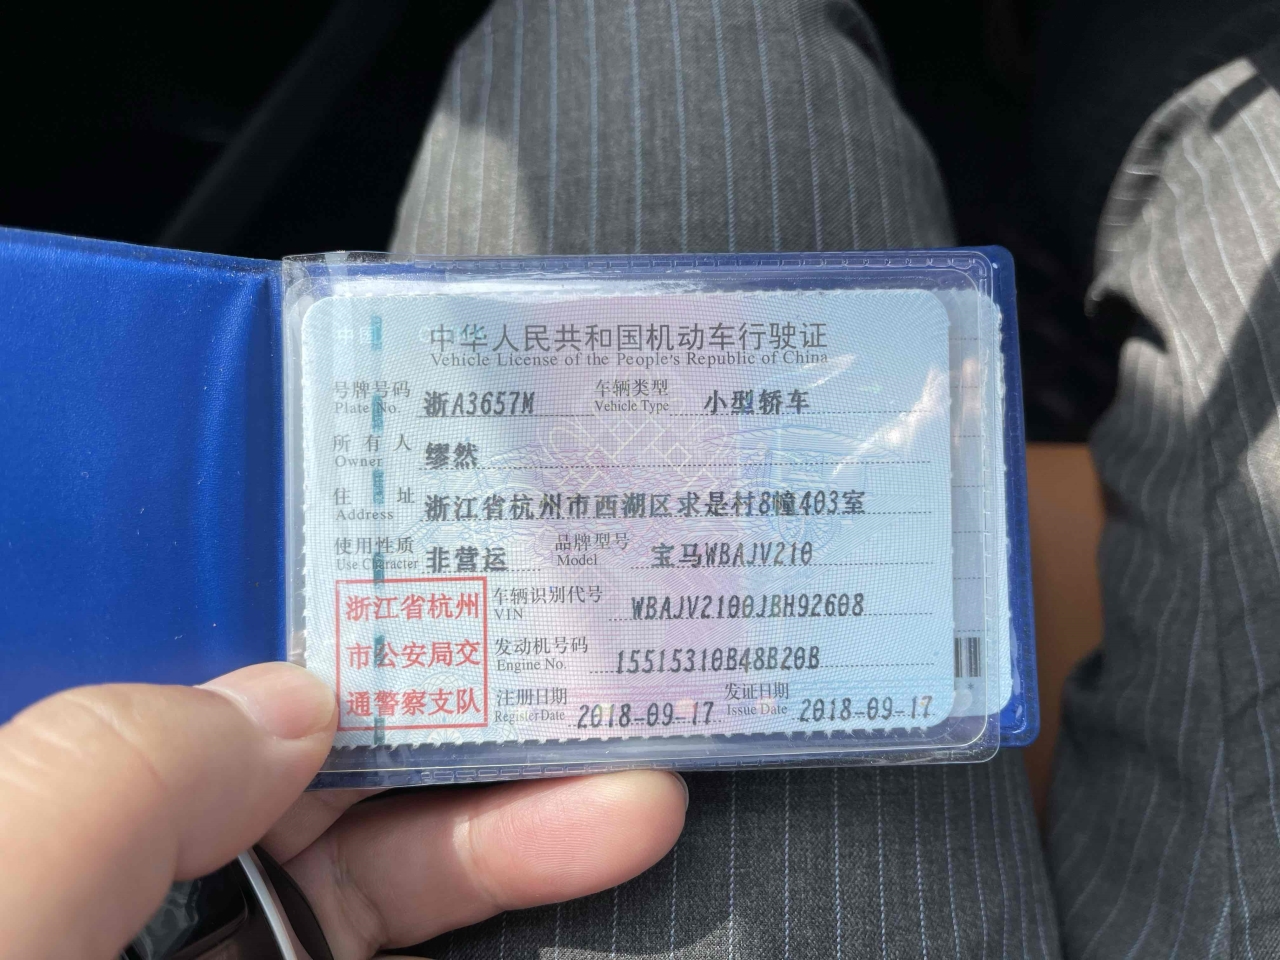 中国
中华人民共和国机动车行驶证
Vehicle License of the People's Republic of China
号牌号码 浙A3657M 车辆类型 小型轿车
Plate No. Vehicle Type
所有人 缪然
Owner
住址 浙江省杭州市西湖区求是村8幢403室
Address
使用性质 非营运 品牌型号 宝马WBAJV210
Use Character Model
浙江省杭州
市公安局交
通警察支队
车辆识别代号 WBAJV2100JBH92608
VIN
发动机号码 15515310B48B20B
Engine No.
注册日期 2018-09-17 发证日期 2018-09-17
Register Date Issue Date